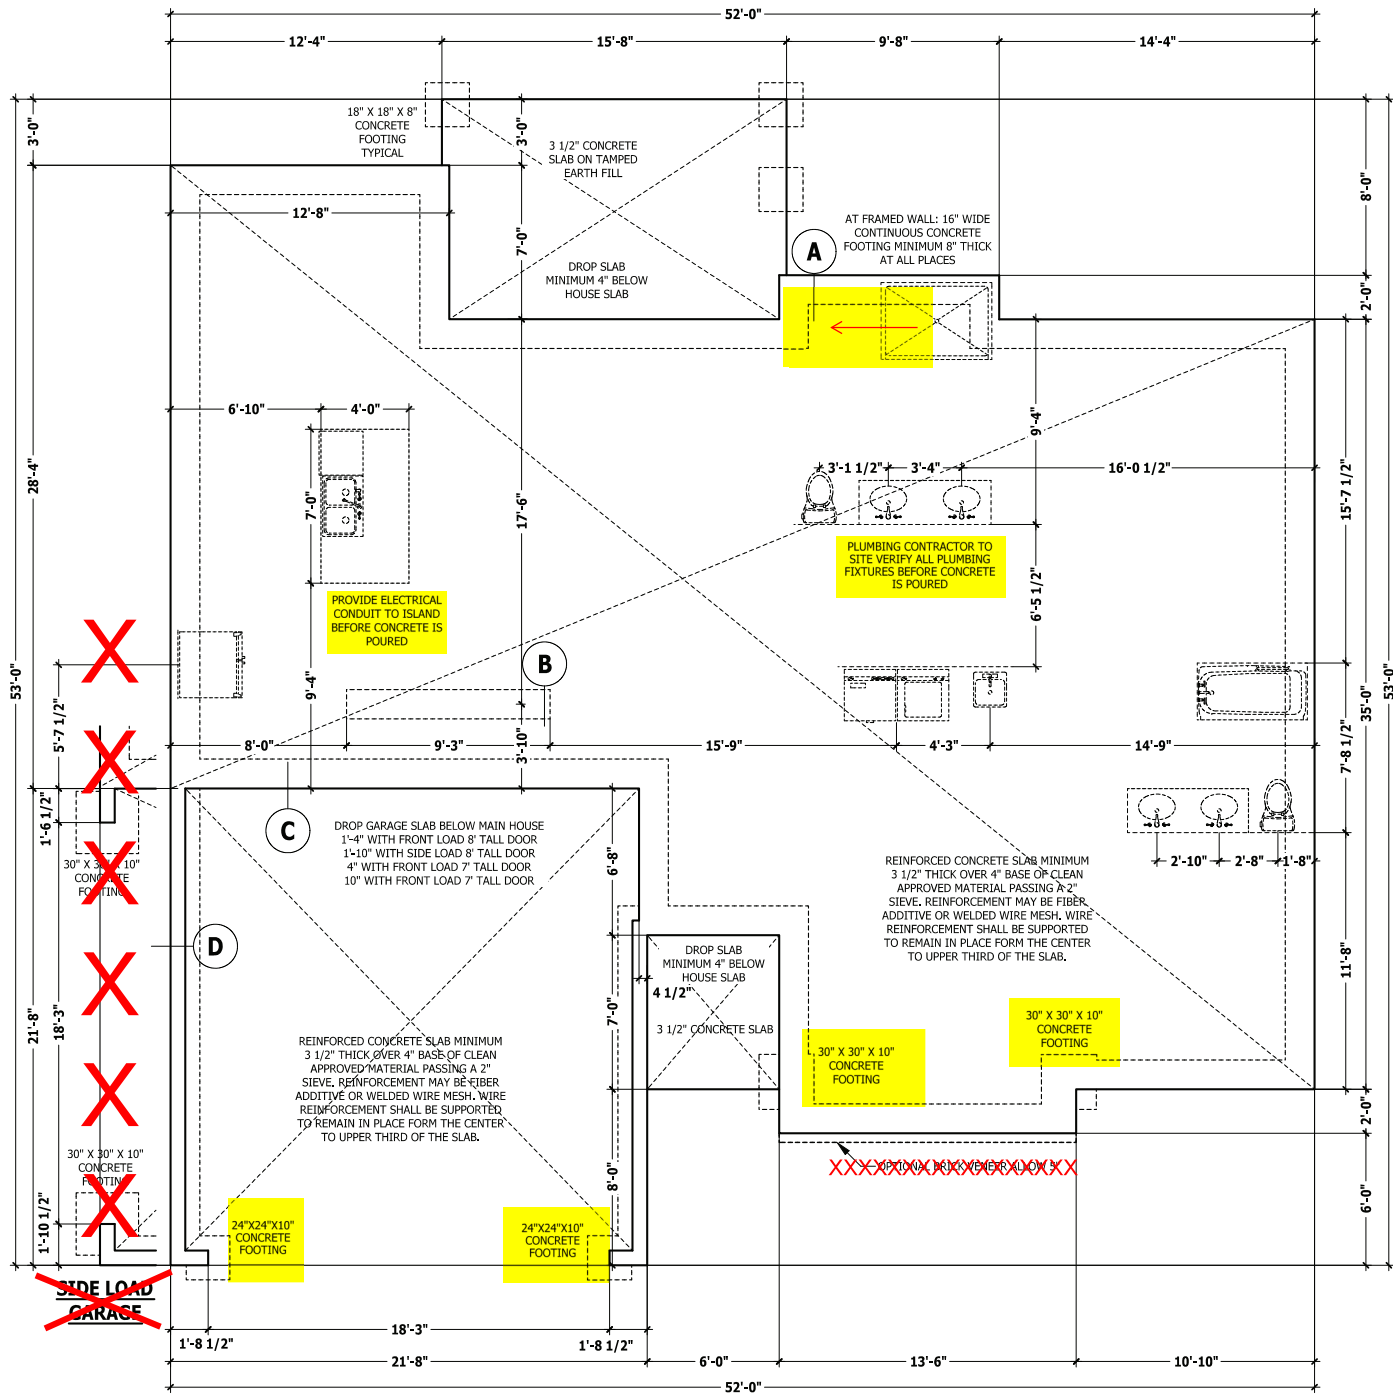 52'-0"
12'-4"
15'-8"
9'-8"
14'-4"
3'-0"
18" X 18" X 8"
CONCRETE
FOOTING
TYPICAL
3'-0"
3 1/2" CONCRETE
SLAB ON TAMPED
EARTH FILL
8'-0"
12'-8"
7'-0"
AT FRAMED WALL: 16" WIDE
CONTINUOUS CONCRETE
FOOTING MINIMUM 8" THICK
AT ALL PLACES
A
DROP SLAB
MINIMUM 4" BELOW
HOUSE SLAB
2'-0"
6'-10"
4'-0"
9'-4"
28'-4"
7'-0"
17'-6"
3'-1 1/2"
3'-4"
16'-0 1/2"
15'-7 1/2"
PLUMBING CONTRACTOR TO
SITE VERIFY ALL PLUMBING
FIXTURES BEFORE CONCRETE
IS POURED
PROVIDE ELECTRICAL
CONDUIT TO ISLAND
BEFORE CONCRETE IS
POURED
6'-5 1/2"
X
B
53'-0"
9'-4"
35'-0"
53'-0"
5'-7 1/2"
X
8'-0"
9'-3"
3'-10"
15'-9"
4'-3"
14'-9"
7'-8 1/2"
1'-6 1/2"
C
DROP GARAGE SLAB BELOW MAIN HOUSE
1'-4" WITH FRONT LOAD 8' TALL DOOR
1'-10" WITH SIDE LOAD 8' TALL DOOR
4" WITH FRONT LOAD 7' TALL DOOR
10" WITH FRONT LOAD 7' TALL DOOR
6'-8"
2'-10"
2'-8"
1'-8"
30" X 30" X 10"
CONCRETE
FOOTING
X
REINFORCED CONCRETE SLAB MINIMUM
3 1/2" THICK OVER 4" BASE OF CLEAN
APPROVED MATERIAL PASSING A 2"
SIEVE. REINFORCEMENT MAY BE FIBER
ADDITIVE OR WELDED WIRE MESH. WIRE
REINFORCEMENT SHALL BE SUPPORTED
TO REMAIN IN PLACE FORM THE CENTER
TO UPPER THIRD OF THE SLAB.
D
DROP SLAB
MINIMUM 4" BELOW
HOUSE SLAB
11'-8"
X
4 1/2"
7'-0"
21'-8"
18'-3"
3 1/2" CONCRETE SLAB
30" X 30" X 10"
CONCRETE
FOOTING
REINFORCED CONCRETE SLAB MINIMUM
3 1/2" THICK OVER 4" BASE OF CLEAN
APPROVED MATERIAL PASSING A 2"
SIEVE. REINFORCEMENT MAY BE FIBER
ADDITIVE OR WELDED WIRE MESH. WIRE
REINFORCEMENT SHALL BE SUPPORTED
TO REMAIN IN PLACE FORM THE CENTER
TO UPPER THIRD OF THE SLAB.
30" X 30" X 10"
CONCRETE
FOOTING
X
2'-0"
30" X 30" X 10"
CONCRETE
FOOTING
X
OPTIONAL BRICK VENEER ALLOW 5"
XXXXXXXXXXXXXXXXX
8'-0"
6'-0"
1'-10 1/2"
24"X24"X10"
CONCRETE
FOOTING
24"X24"X10"
CONCRETE
FOOTING
SIDE LOAD
GARAGE
1'-8 1/2"
18'-3"
1'-8 1/2"
21'-8"
6'-0"
13'-6"
10'-10"
52'-0"